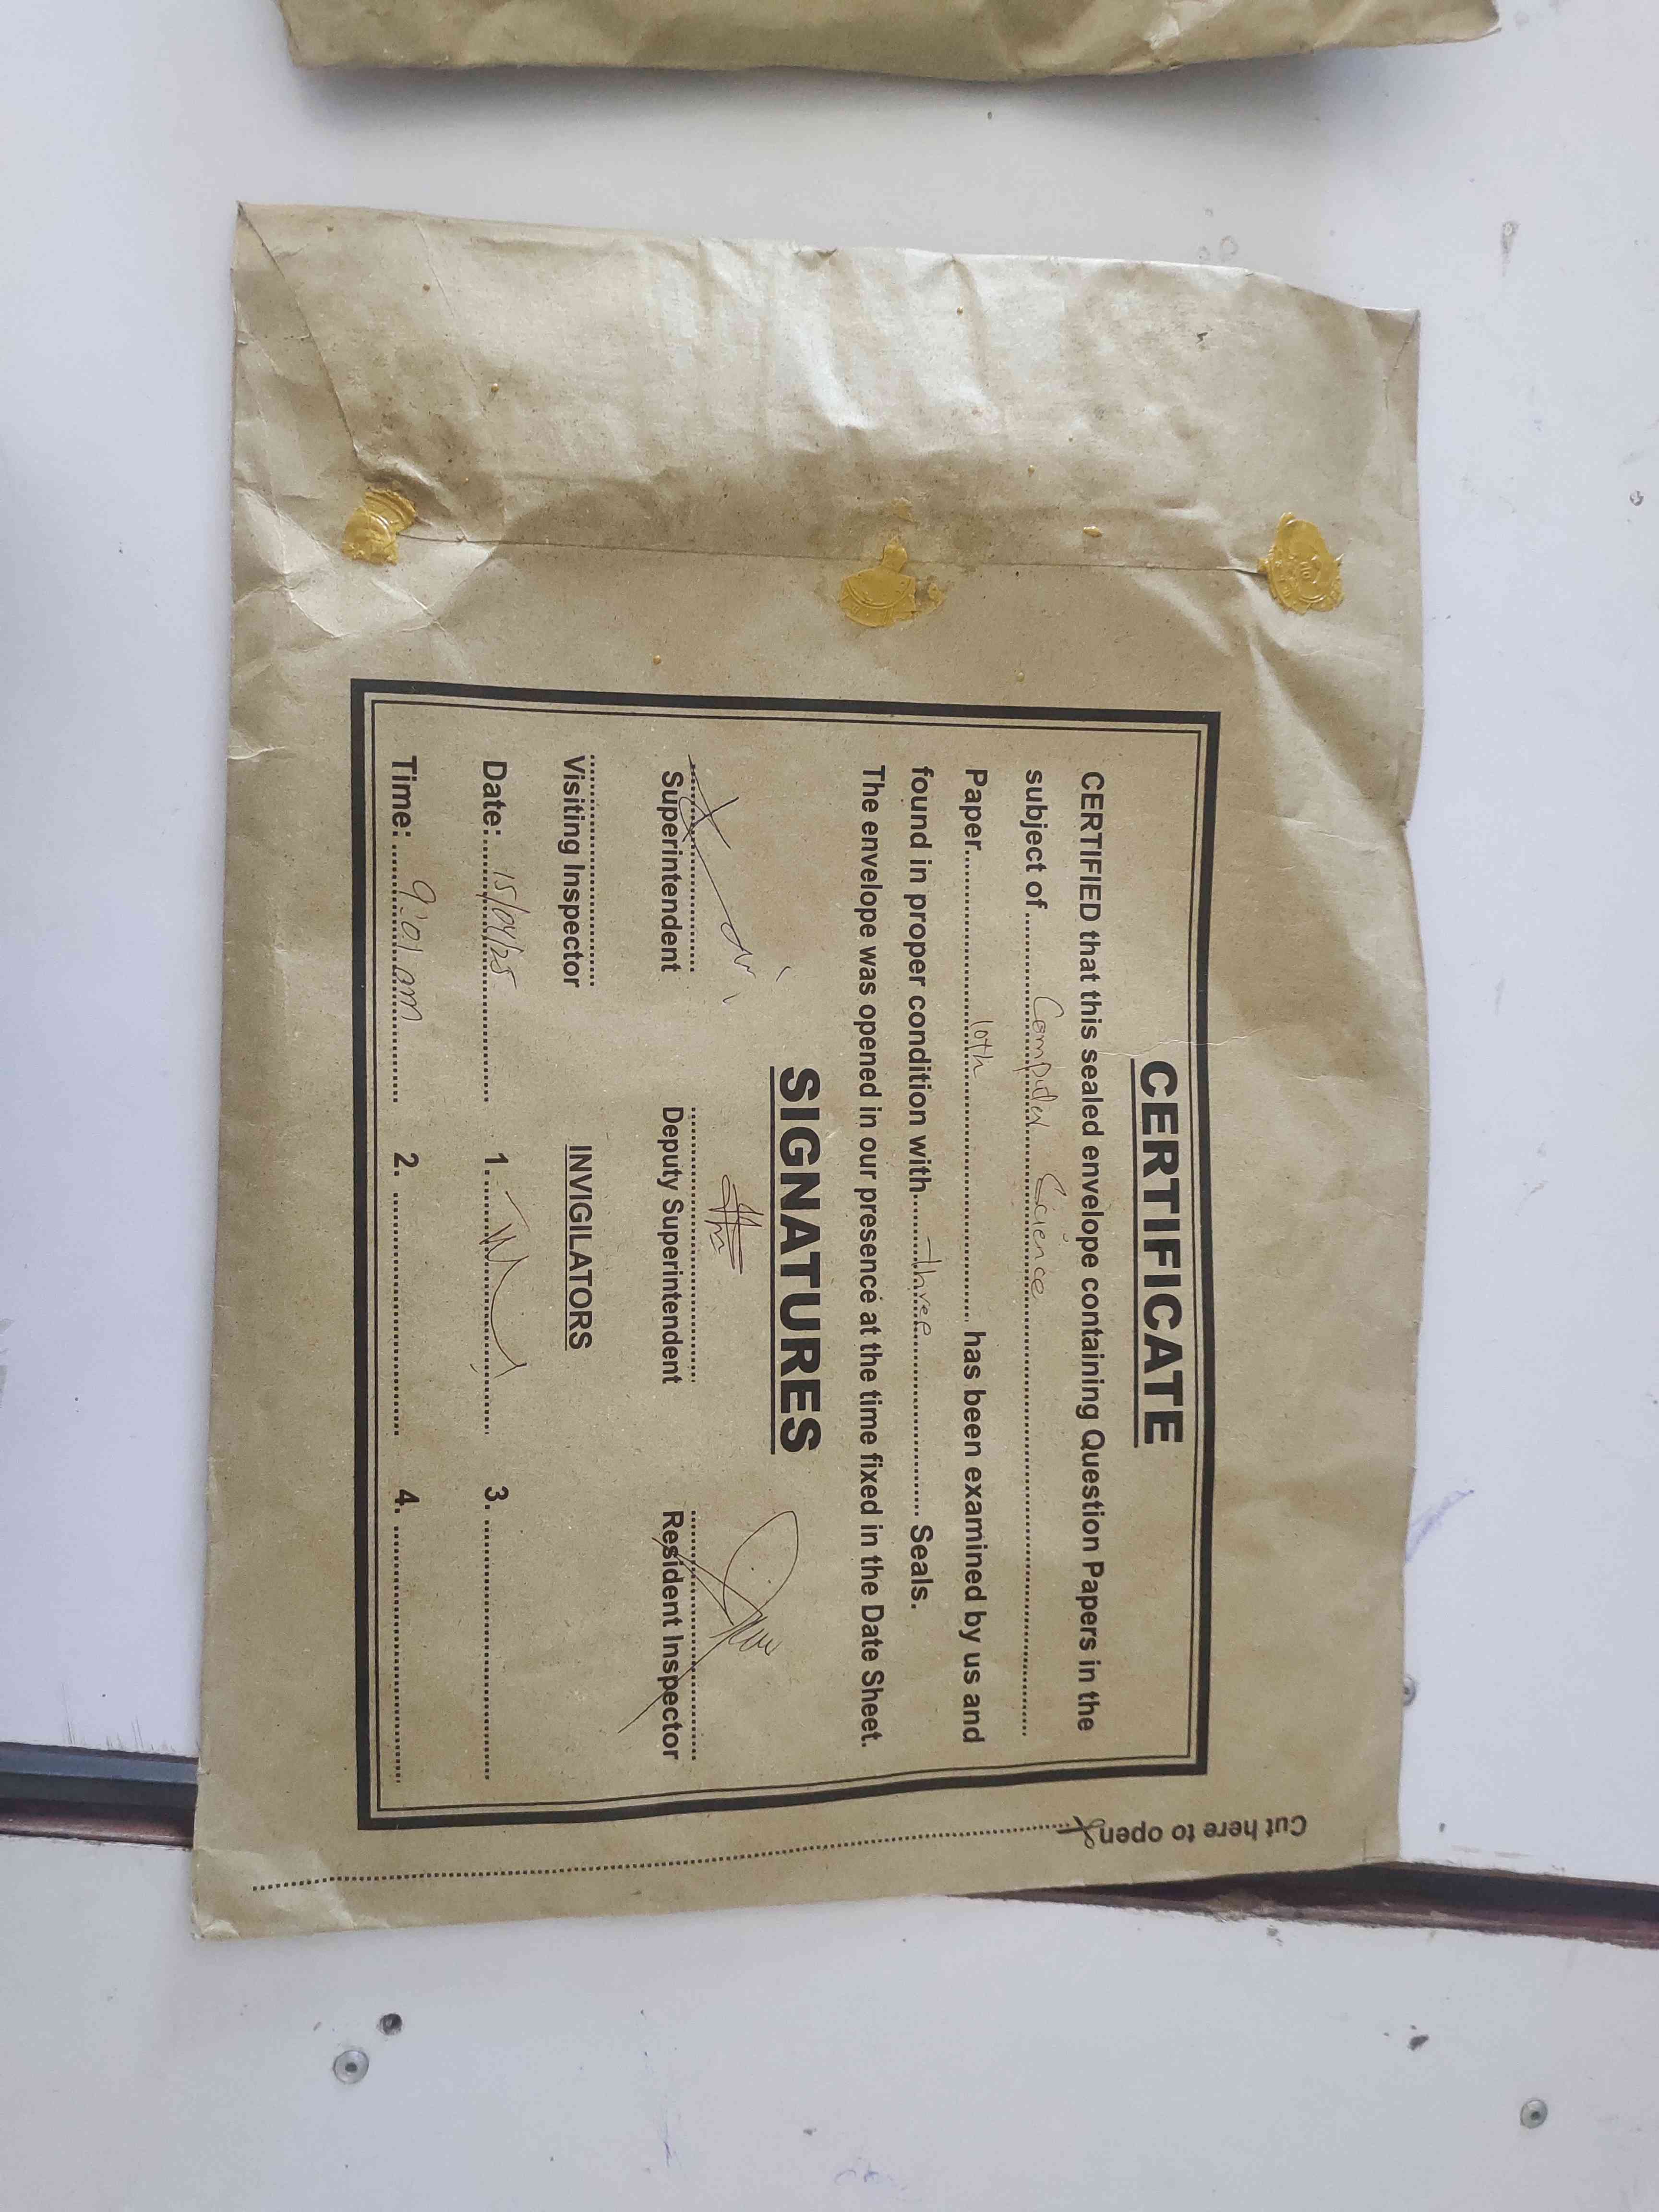 CERTIFICATE
CERTIFIED that this sealed envelope containing Question Papers in the
subject of Computer Science
Paper 10th has been examined by us and
found in proper condition with three Seals.
The envelope was opened in our presence at the time fixed in the Date Sheet.
SIGNATURES
Superintendent Deputy Superintendent Resident Inspector
Visiting Inspector INVIGILATORS
Date: 15/04/25 1. 3.
Time: 9:01 am 2. 4.
Cut here to open